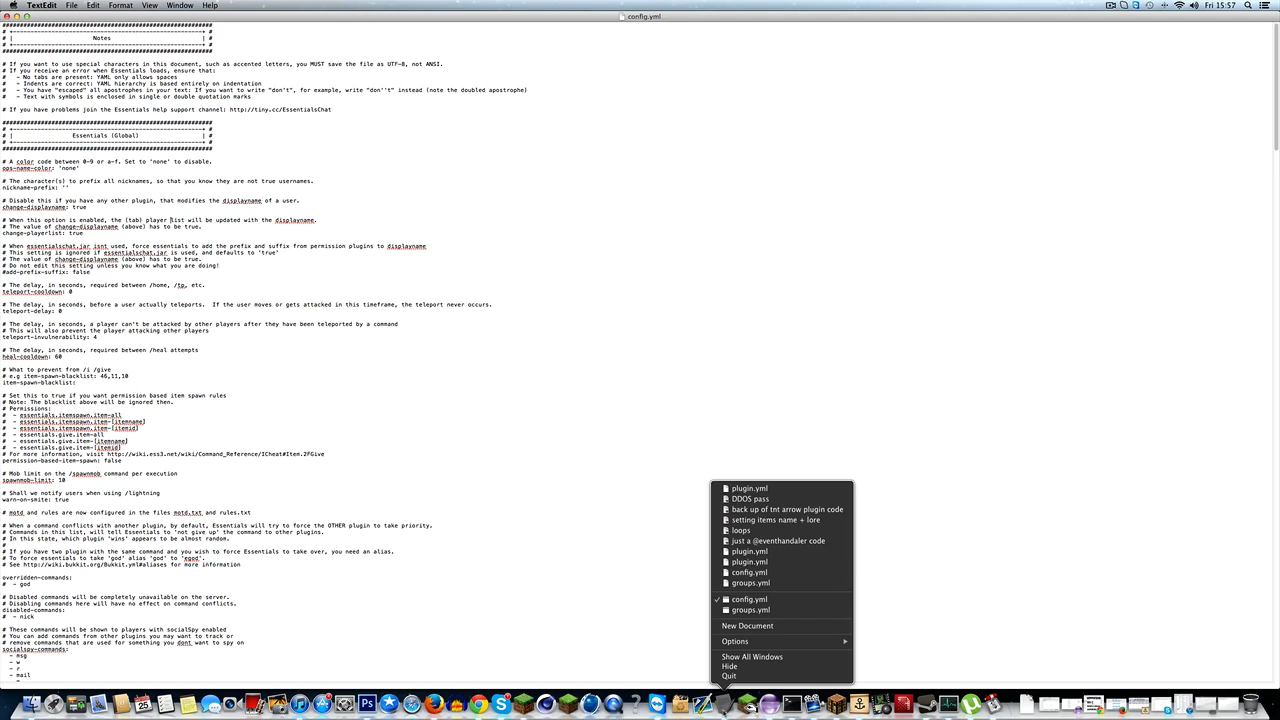 TextEdit File Edit Format View Window Help Fri 15:57
config.yml
##########################################################
# +------------------------------------------------------+ #
# | Notes | #
# +------------------------------------------------------+ #
##########################################################
# If you want to use special characters in this document, such as accented letters, you MUST save the file as UTF-8, not ANSI.
# If you receive an error when Essentials loads, ensure that:
# - No tabs are present: YAML only allows spaces
# - Indents are correct: YAML hierarchy is based entirely on indentation
# - You have "escaped" all apostrophes in your text: If you want to write "don't", for example, write "don''t" instead (note the doubled apostrophe)
# - Text with symbols is enclosed in single or double quotation marks
# If you have problems join the Essentials help support channel: http://tiny.cc/EssentialsChat
##########################################################
# +------------------------------------------------------+ #
# | Essentials (Global) | #
# +------------------------------------------------------+ #
##########################################################
# A color code between 0-9 or a-f. Set to 'none' to disable.
ops-name-color: 'none'
# The character(s) to prefix all nicknames, so that you know they are not true usernames.
nickname-prefix: ''
# Disable this if you have any other plugin, that modifies the displayname of a user.
change-displayname: true
# When this option is enabled, the (tab) player list will be updated with the displayname.
# The value of change-displayname (above) has to be true.
change-playerlist: true
# When essentialschat.jar isnt used, force essentials to add the prefix and suffix from permission plugins to displayname
# This setting is ignored if essentialschat.jar is used, and defaults to 'true'
# The value of change-displayname (above) has to be true.
# Do not edit this setting unless you know what you are doing!
#add-prefix-suffix: false
# The delay, in seconds, required between /home, /tp, etc.
teleport-cooldown: 0
# The delay, in seconds, before a user actually teleports. If the user moves or gets attacked in this timeframe, the teleport never occurs.
teleport-delay: 0
# The delay, in seconds, a player can't be attacked by other players after they have been teleported by a command
# This will also prevent the player attacking other players
teleport-invulnerability: 4
# The delay, in seconds, required between /heal attempts
heal-cooldown: 60
# What to prevent from /i /give
# e.g item-spawn-blacklist: 46,11,10
item-spawn-blacklist:
# Set this to true if you want permission based item spawn rules
# Note: The blacklist above will be ignored then.
# Permissions:
# - essentials.itemspawn.item-all
# - essentials.itemspawn.item-[itemname]
# - essentials.itemspawn.item-[itemid]
# - essentials.give.item-all
# - essentials.give.item-[itemname]
# - essentials.give.item-[itemid]
# For more information, visit http://wiki.ess3.net/wiki/Command_Reference/ICheat#Item.2FGive
permission-based-item-spawn: false
# Mob limit on the /spawnmob command per execution
spawnmob-limit: 10
# Shall we notify users when using /lightning
warn-on-smite: true
# motd and rules are now configured in the files motd.txt and rules.txt
# When a command conflicts with another plugin, by default, Essentials will try to force the OTHER plugin to take priority.
# Commands in this list, will tell Essentials to 'not give up' the command to other plugins.
# In this state, which plugin 'wins' appears to be almost random.
#
# If you have two plugin with the same command and you wish to force Essentials to take over, you need an alias.
# To force essentials to take 'god' alias 'god' to 'egod'.
# See http://wiki.bukkit.org/Bukkit.yml#aliases for more information
overridden-commands:
# - god
# Disabled commands will be completely unavailable on the server.
# Disabling commands here will have no effect on command conflicts.
disabled-commands:
# - nick
# These commands will be shown to players with socialSpy enabled
# You can add commands from other plugins you may want to track or
# remove commands that are used for something you dont want to spy on
socialspy-commands:
- msg
- w
- r
- mail
plugin.yml
DDOS pass
back up of tnt arrow plugin code
setting items name + lore
loops
just a @eventhandaler code
plugin.yml
plugin.yml
config.yml
groups.yml
✓ config.yml
groups.yml
New Document
Options
Show All Windows
Hide
Quit